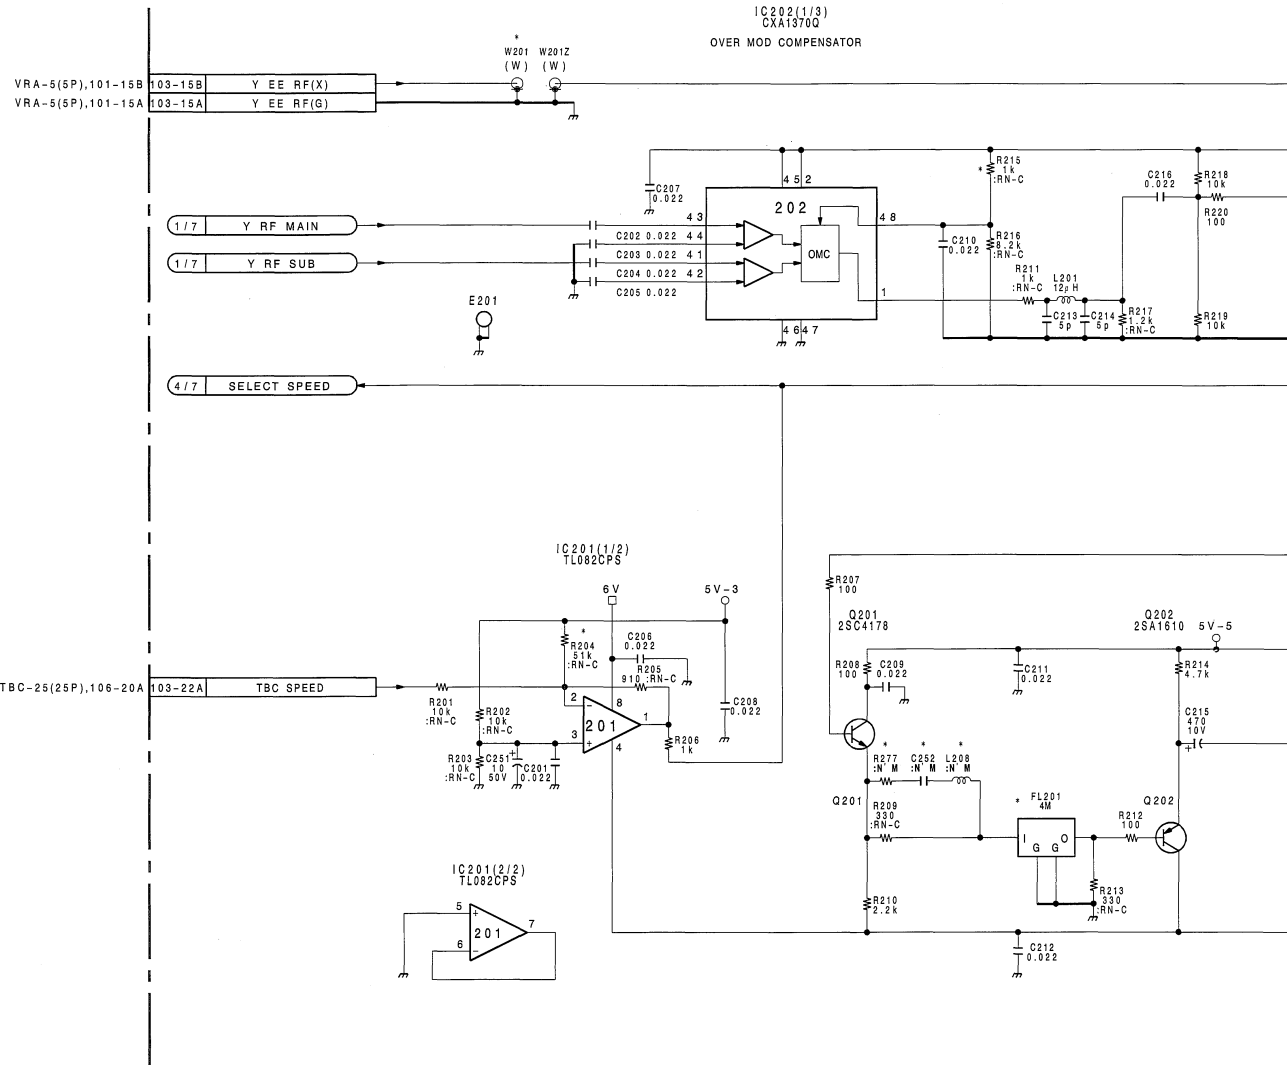 IC202(1/3)
CXA1370Q
OVER MOD COMPENSATOR
*
W201 W201Z
(W) (W)
VRA-5(5P),101-15B 103-15B Y EE RF(X)
VRA-5(5P),101-15A 103-15A Y EE RF(G)
C207
0.022
4 5 2
202
43
44
41
42
48
1
OMC
4647
1/7 Y RF MAIN
1/7 Y RF SUB
C202 0.022
C203 0.022
C204 0.022
C205 0.022
E201
* R215
1k
:RN-C
C210
0.022
R216
8.2k
:RN-C
R211
1k
:RN-C
L201
12μH
C213
5p
C214
5p
R217
1.2k
:RN-C
C216
0.022
R218
10k
R220
100
R219
10k
4/7 SELECT SPEED
IC201(1/2)
TL082CPS
6V
5V-3
*
R204
51k
:RN-C
C206
0.022
R205
910 :RN-C
C208
0.022
TBC-25(25P),106-20A 103-22A TBC SPEED
R201
10k
:RN-C
R202
10k
:RN-C
R203
10k
:RN-C
C251
10
50V
C201
0.022
2
3
8
4
1
201
R206
1k
IC201(2/2)
TL082CPS
5
6
7
201
R207
100
Q201
2SC4178
R208
100
C209
0.022
C211
0.022
Q202
2SA1610
5V-5
R214
4.7k
C215
470
10V
*
R277
:N'M
*
C252
:N'M
*
L208
:N'M
Q201
R209
330
:RN-C
* FL201
4M
I G G O
R212
100
Q202
R213
330
:RN-C
R210
2.2k
C212
0.022